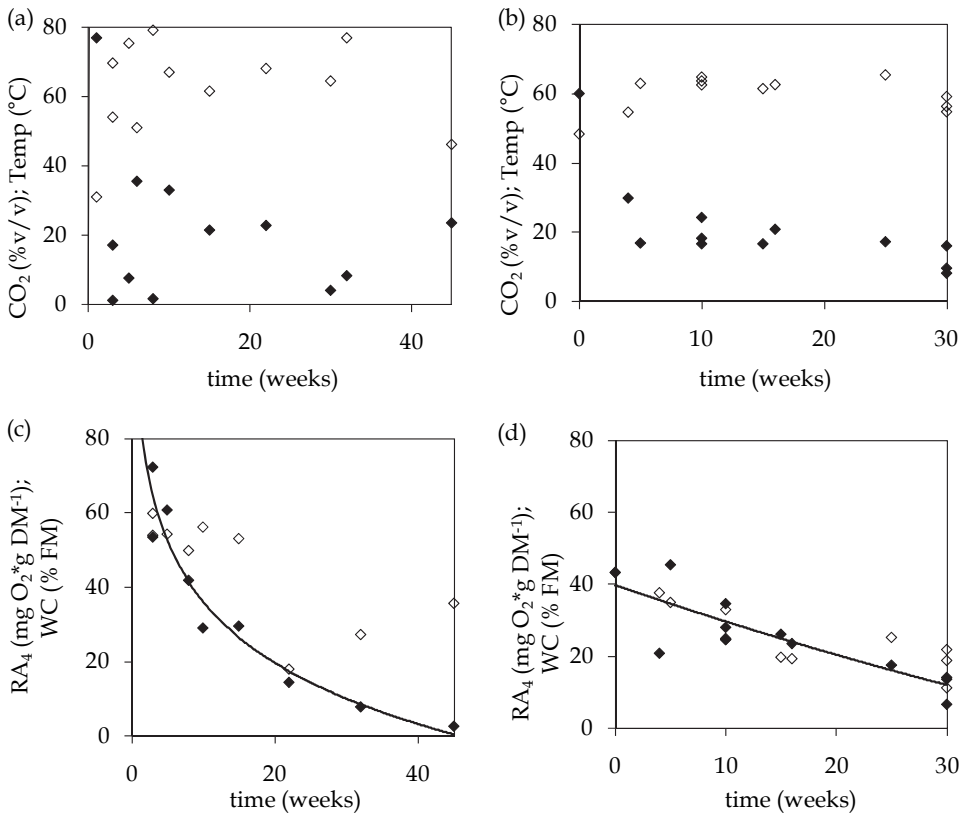 (a)
CO₂ (%v/v); Temp (°C)
80
60
40
20
0
0 20 40
time (weeks)
(b)
CO₂ (%v/v); Temp (°C)
80
60
40
20
0
0 10 20 30
time (weeks)
(c)
RA₄ (mg O₂*g DM⁻¹);
WC (% FM)
80
60
40
20
0
0 20 40
time (weeks)
(d)
RA₄ (mg O₂*g DM⁻¹);
WC (% FM)
80
60
40
20
0
0 10 20 30
time (weeks)